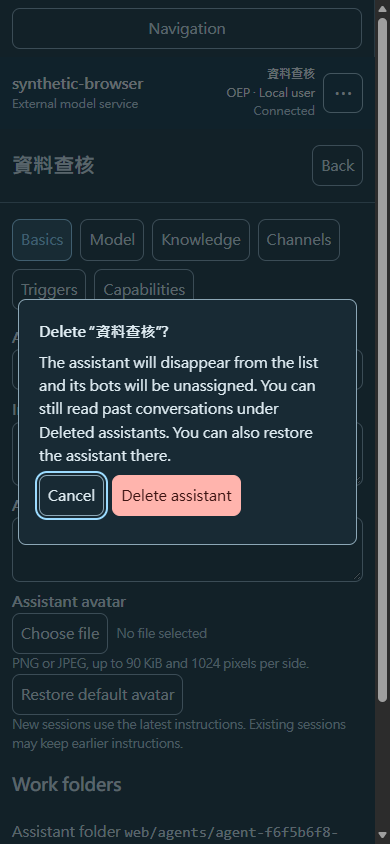 Navigation
synthetic-browser
External model service
資料查核
OEP · Local user
Connected
...
資料查核
Back
Basics
Model
Knowledge
Channels
Triggers
Capabilities
Delete “資料查核”?
The assistant will disappear from the list
and its bots will be unassigned. You can
still read past conversations under
Deleted assistants. You can also restore
the assistant there.
Cancel
Delete assistant
Assistant avatar
Choose file
No file selected
PNG or JPEG, up to 90 KiB and 1024 pixels per side.
Restore default avatar
New sessions use the latest instructions. Existing sessions
may keep earlier instructions.
Work folders
Assistant folder web/agents/agent-f6f5b6f8-